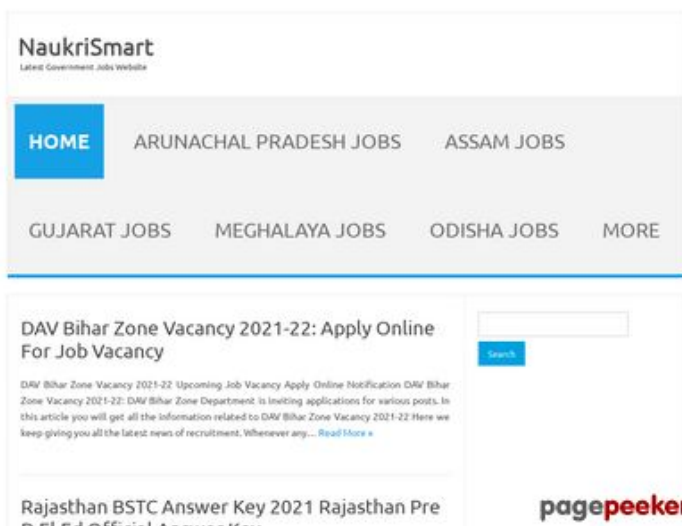 NaukriSmart
Latest Government Jobs Website
HOME ARUNACHAL PRADESH JOBS ASSAM JOBS
GUJARAT JOBS MEGHALAYA JOBS ODISHA JOBS MORE
DAV Bihar Zone Vacancy 2021-22: Apply Online
For Job Vacancy
DAV Bihar Zone Vacancy 2021-22 Upcoming Job Vacancy Apply Online Notification DAV Bihar
Zone Vacancy 2021-22: DAV Bihar Zone Department is inviting applications for various posts. In
this article you will get all the information related to DAV Bihar Zone Vacancy 2021-22 Here we
keep giving you all the latest news of recruitment. Whenever any... Read More »
Search
Rajasthan BSTC Answer Key 2021 Rajasthan Pre
D.El.Ed Official Answer Key
pagepeeker